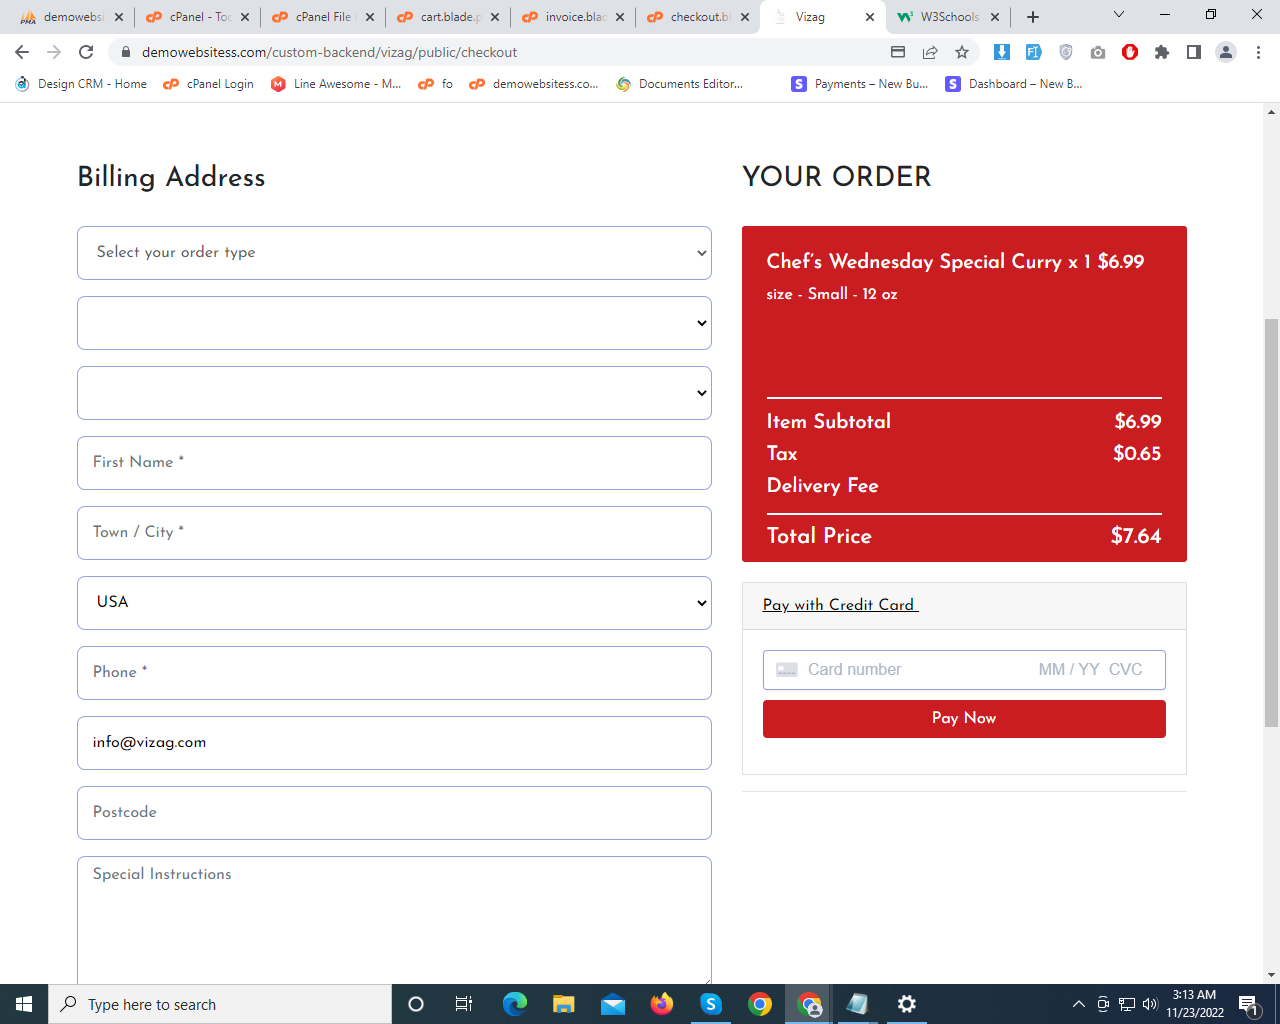 demowebsi
cPanel - Too
cPanel File
cart.blade.p
invoice.blad
checkout.bl
Vizag
W3Schools
demowebsitess.com/custom-backend/vizag/public/checkout
Design CRM - Home
cPanel Login
Line Awesome - M...
fo
demowebsitess.co...
Documents Editor...
Payments – New Bu...
Dashboard – New B...
Billing Address
Select your order type
First Name *
Town / City *
USA
Phone *
info@vizag.com
Postcode
Special Instructions
YOUR ORDER
Chef's Wednesday Special Curry x 1 $6.99
size - Small - 12 oz
Item Subtotal $6.99
Tax $0.65
Delivery Fee
Total Price $7.64
Pay with Credit Card
Card number MM / YY CVC
Pay Now
Type here to search
3:13 AM
11/23/2022
1